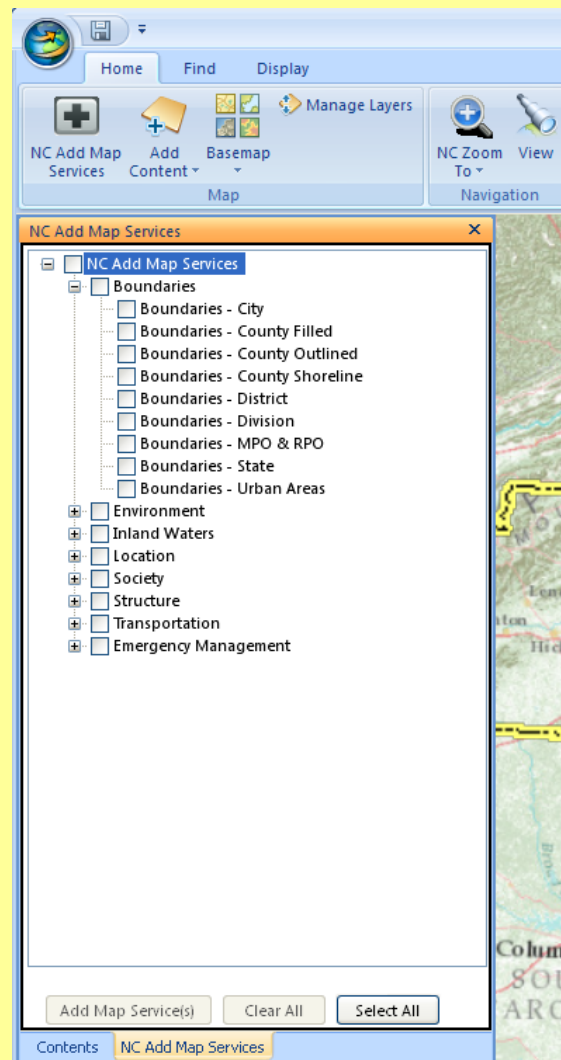 Home Find Display
NC Add Map Services
Add Content
Basemap
Manage Layers
NC Zoom To
View
Map
Navigation
NC Add Map Services
NC Add Map Services
Boundaries
Boundaries - City
Boundaries - County Filled
Boundaries - County Outlined
Boundaries - County Shoreline
Boundaries - District
Boundaries - Division
Boundaries - MPO & RPO
Boundaries - State
Boundaries - Urban Areas
Environment
Inland Waters
Location
Society
Structure
Transportation
Emergency Management
Add Map Service(s) Clear All Select All
Contents NC Add Map Services